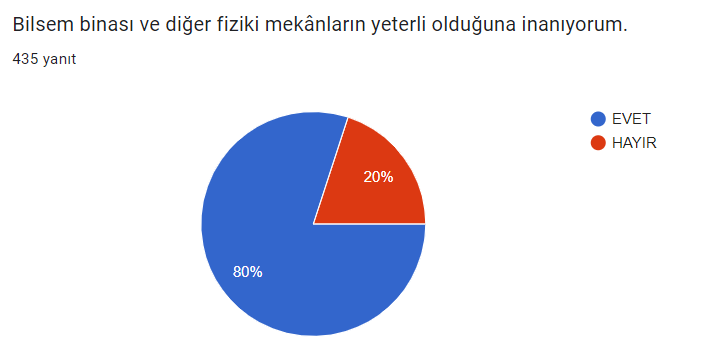 Bilsem binası ve diğer fiziki mekânların yeterli olduğuna inanıyorum.
435 yanıt
EVET
HAYIR
20%
80%